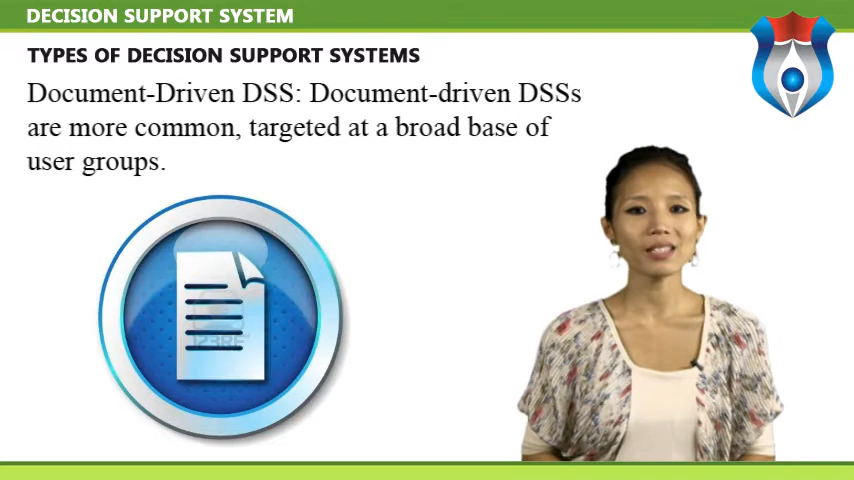 DECISION SUPPORT SYSTEM
TYPES OF DECISION SUPPORT SYSTEMS
Document-Driven DSS: Document-driven DSSs
are more common, targeted at a broad base of
user groups.
123RF